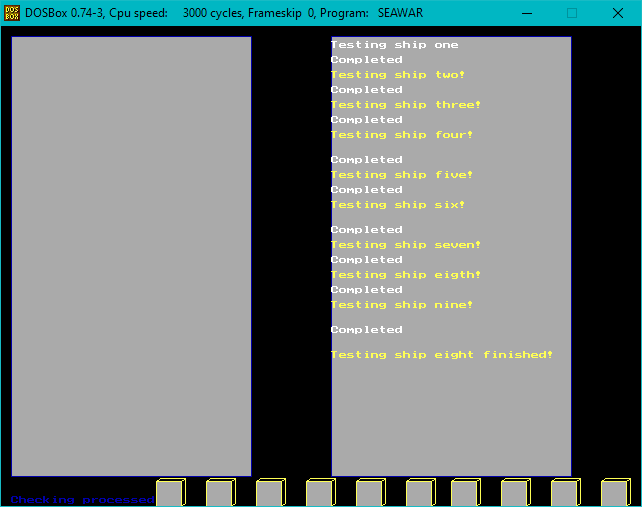 DOS
BOX
DOSBox 0.74-3, Cpu speed: 3000 cycles, Frameskip 0, Program: SEAWAR
Testing ship one
Completed
Testing ship two!
Completed
Testing ship three!
Completed
Testing ship four!
Completed
Testing ship five!
Completed
Testing ship six!
Completed
Testing ship seven!
Completed
Testing ship eigth!
Completed
Testing ship nine!
Completed
Testing ship eight finished!
Checking processed